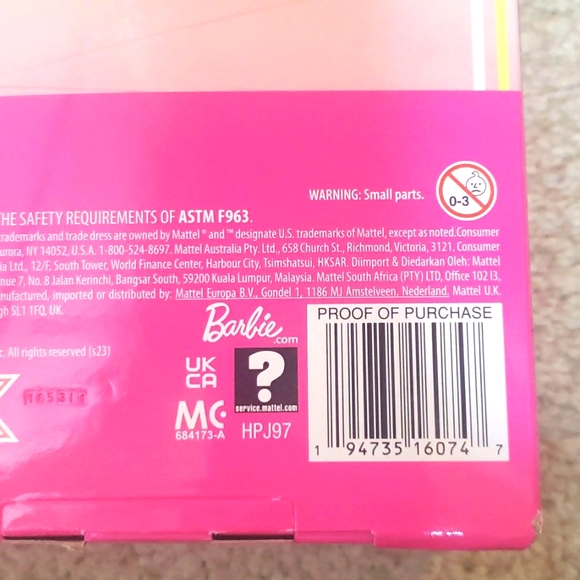 WARNING: Small parts.
0-3
THE SAFETY REQUIREMENTS OF ASTM F963.
trademarks and trade dress are owned by Mattel® and ™ designate U.S. trademarks of Mattel, except as noted.Consumer
urora, NY 14052, U.S.A. 1-800-524-8697. Mattel Australia Pty. Ltd., 658 Church St., Richmond, Victoria, 3121. Consumer
ia Ltd., 12/F, South Tower, World Finance Center, Harbour City, Tsimshatsui, HKSAR. Diimport & Diedarkan Oleh: Mattel
nue 7, No. 8 Jalan Kerinchi, Bangsar South, 59200 Kuala Lumpur, Malaysia. Mattel South Africa (PTY) LTD, Office 102 I3,
nufactured, imported or distributed by: Mattel Europa B.V., Gondel 1, 1186 MJ Amstelveen, Nederland. Mattel U.K.
gh SL1 1FQ, UK.
Barbie.com
PROOF OF PURCHASE
c. All rights reserved (s23)
UK
CA
?
service.mattel.com
MC
684173-A
HPJ97
1 94735 16074 7